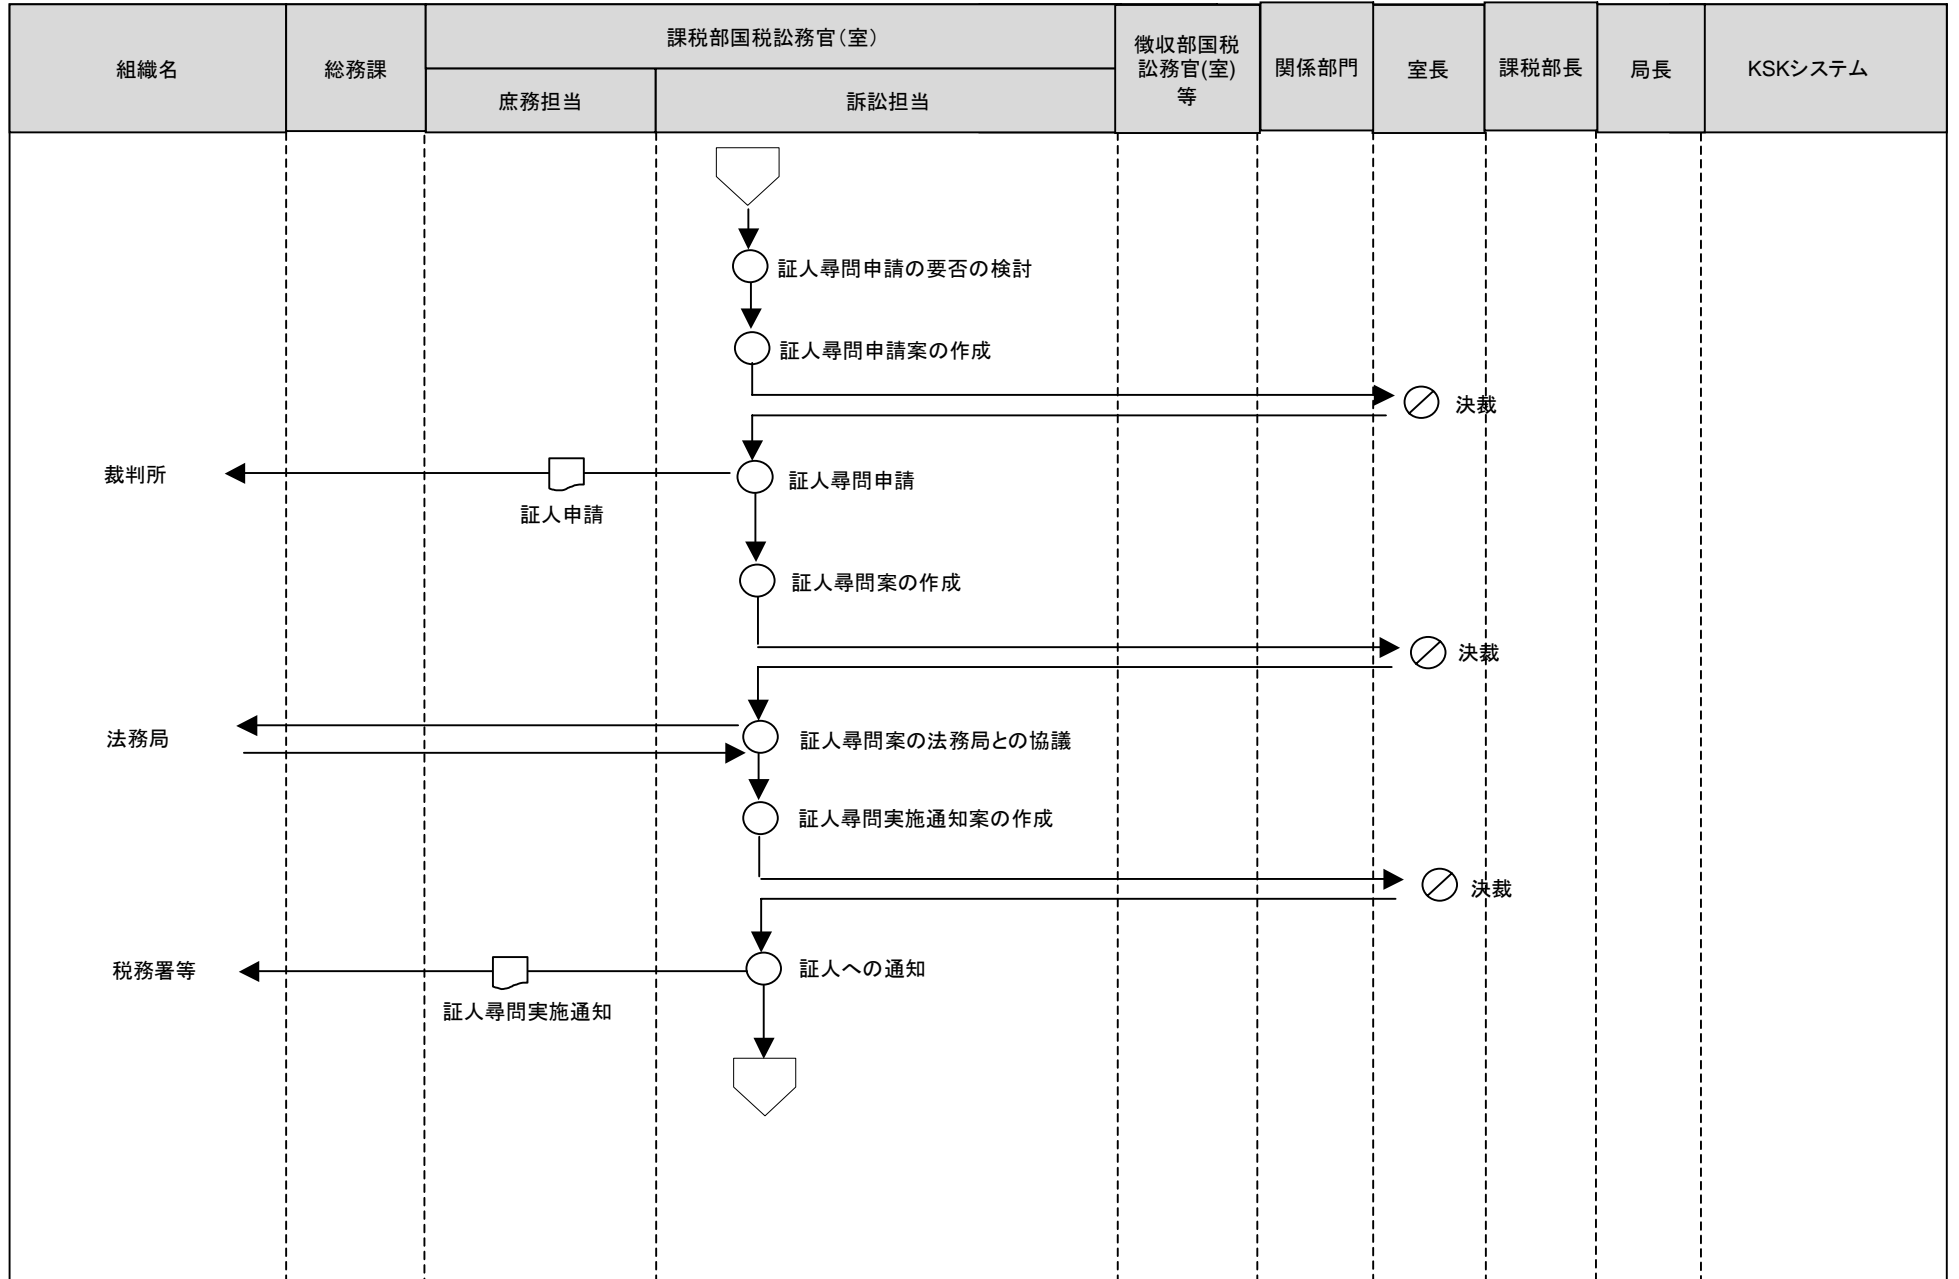 組織名
総務課
課税部国税訟務官（室）
庶務担当
訴訟担当
徴収部国税
訟務官(室)
等
関係部門
室長
課税部長
局長
KSKシステム
証人尋問申請の要否の検討
証人尋問申請案の作成
決裁
裁判所
証人申請
証人尋問申請
証人尋問案の作成
決裁
法務局
証人尋問案の法務局との協議
証人尋問実施通知案の作成
決裁
税務署等
証人尋問実施通知
証人への通知